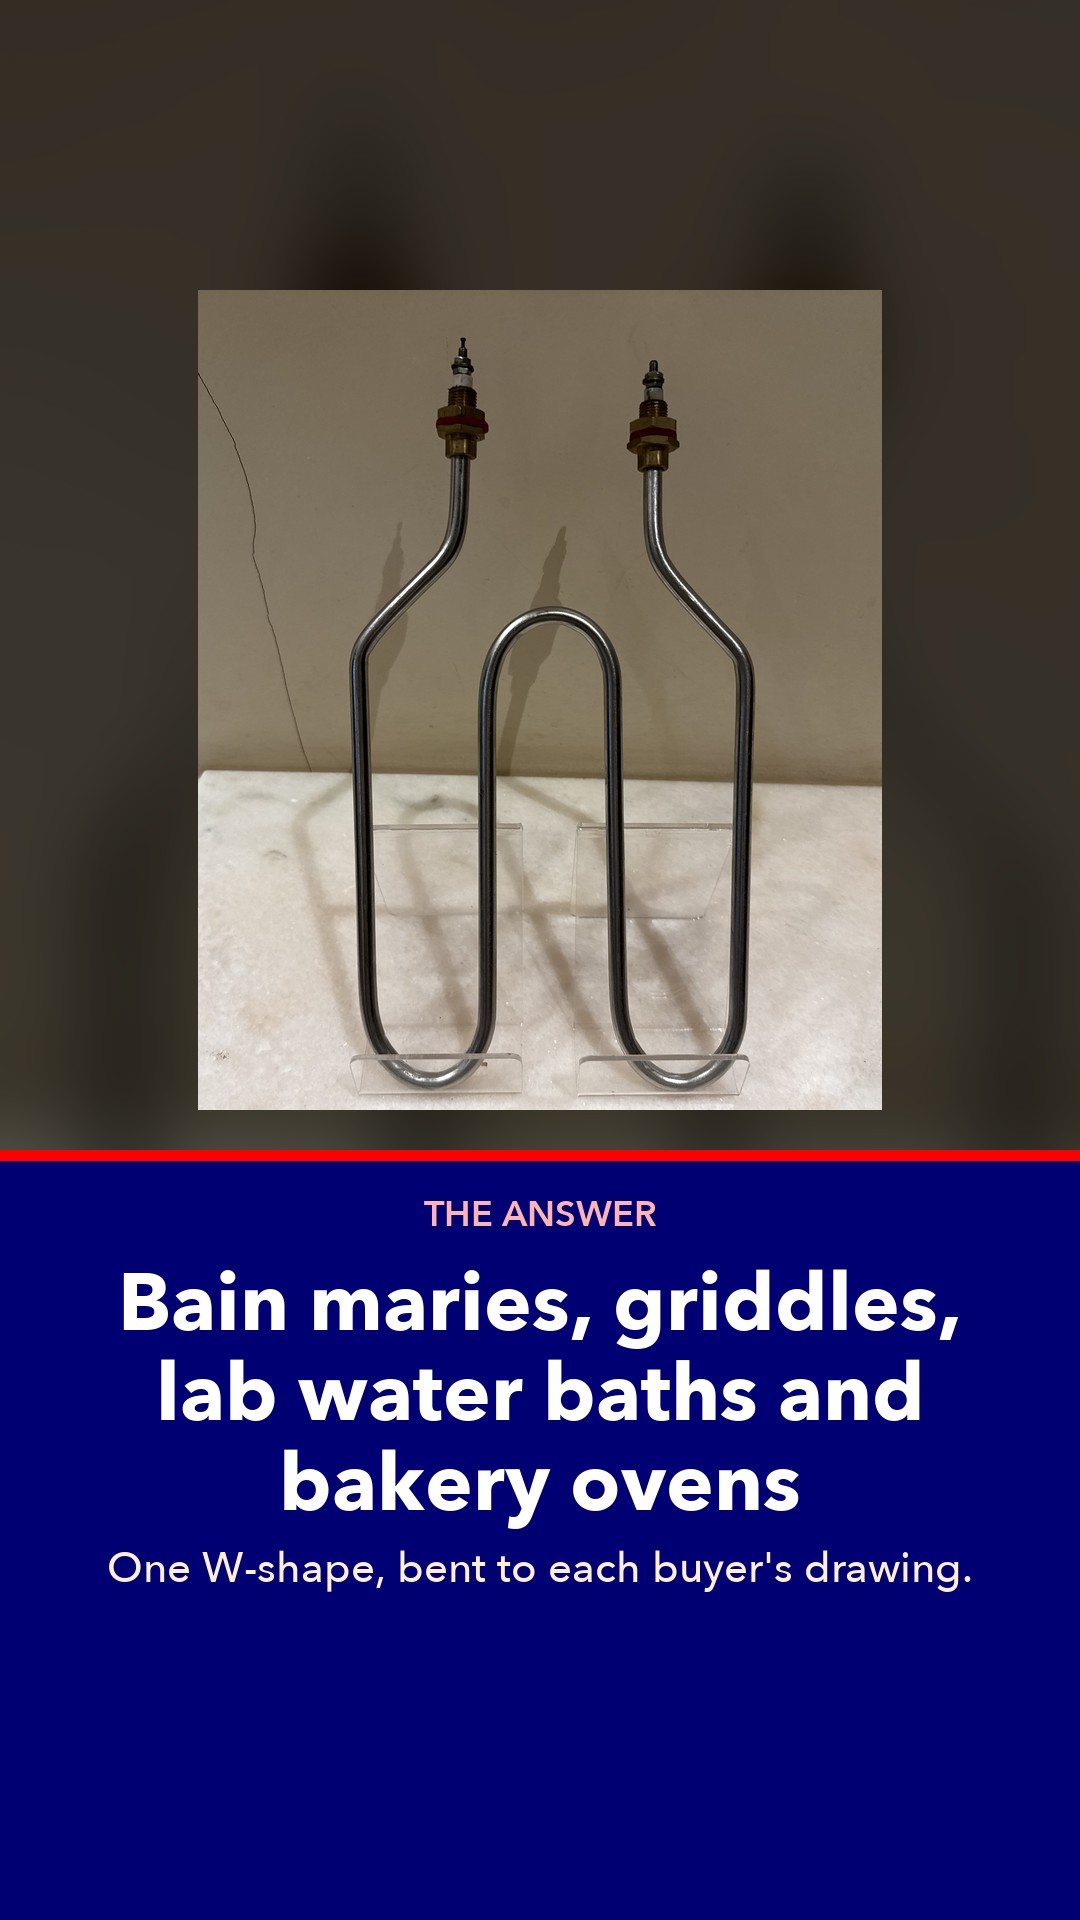 THE ANSWER
Bain maries, griddles,
lab water baths and
bakery ovens
One W-shape, bent to each buyer's drawing.